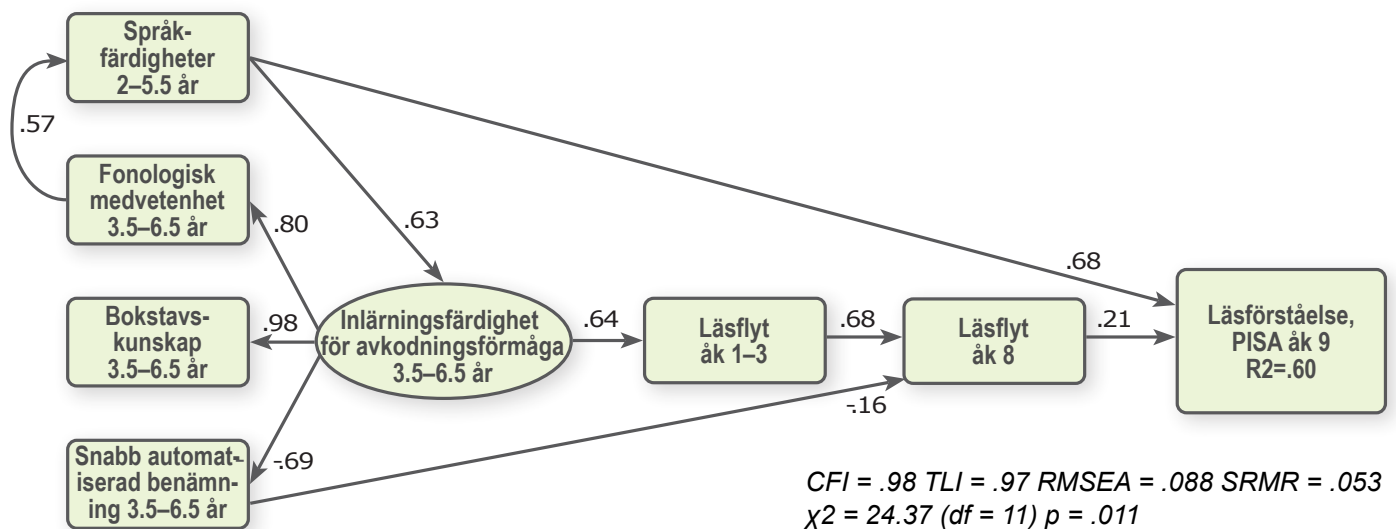 Språk-
färdigheter
2–5.5 år
.57
Fonologisk
medvetenhet
3.5–6.5 år
.80
.63
.68
Bokstavs-
kunskap
3.5–6.5 år
.98
Inlärningsfärdighet
för avkodningsförmåga
3.5–6.5 år
.64
Läsflyt
åk 1–3
.68
Läsflyt
åk 8
.21
Läsförståelse,
PISA åk 9
R2=.60
-.16
Snabb automat-
iserad benämn-
ing 3.5–6.5 år
-.69
CFI = .98 TLI = .97 RMSEA = .088 SRMR = .053
χ2 = 24.37 (df = 11) p = .011